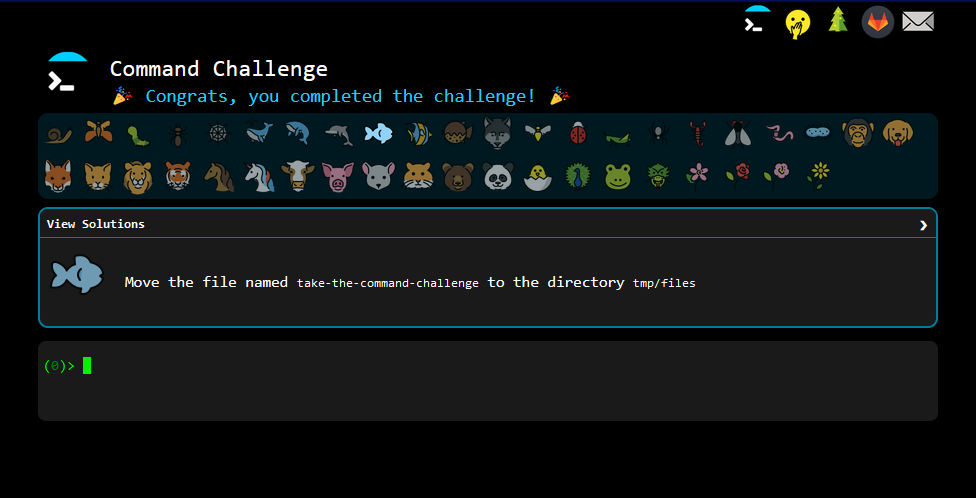 Command Challenge
🎉 Congrats, you completed the challenge! 🎉
View Solutions ❯
Move the file named take-the-command-challenge to the directory tmp/files
(0)>